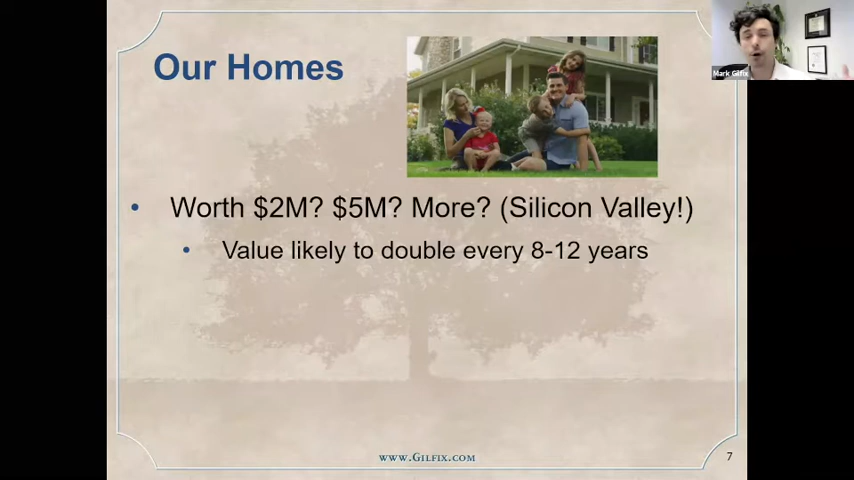 Our Homes
Mark Gilfix
• Worth $2M? $5M? More? (Silicon Valley!)
• Value likely to double every 8-12 years
www.Gilfix.com
7